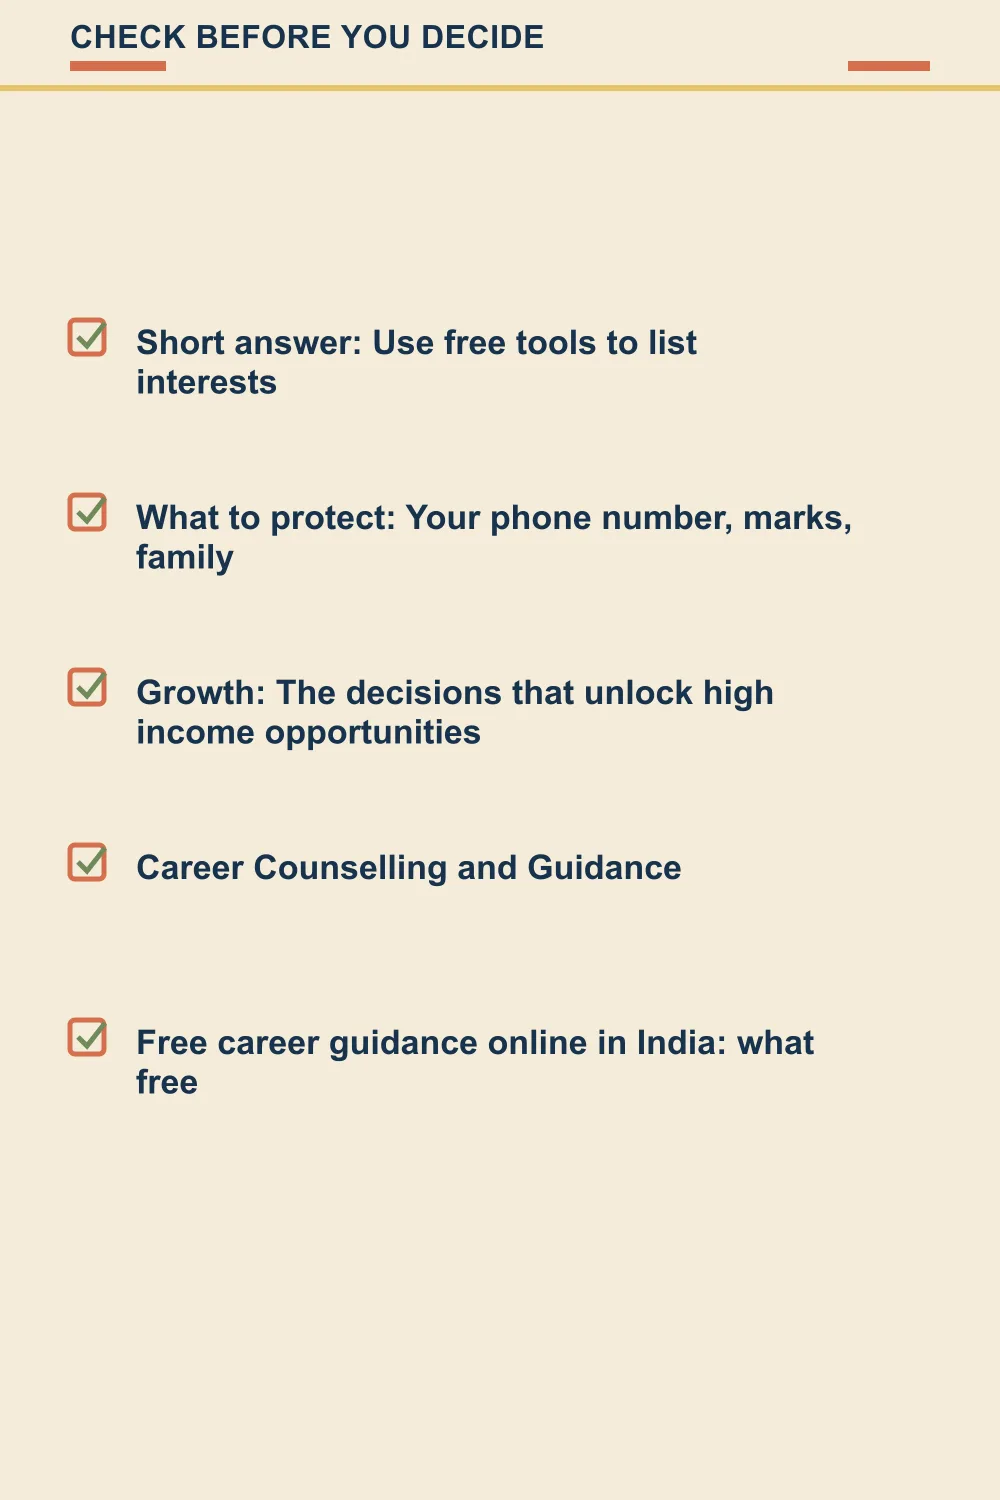 CHECK BEFORE YOU DECIDE
Short answer: Use free tools to list
interests
What to protect: Your phone number, marks,
family
Growth: The decisions that unlock high
income opportunities
Career Counselling and Guidance
Free career guidance online in India: what
free